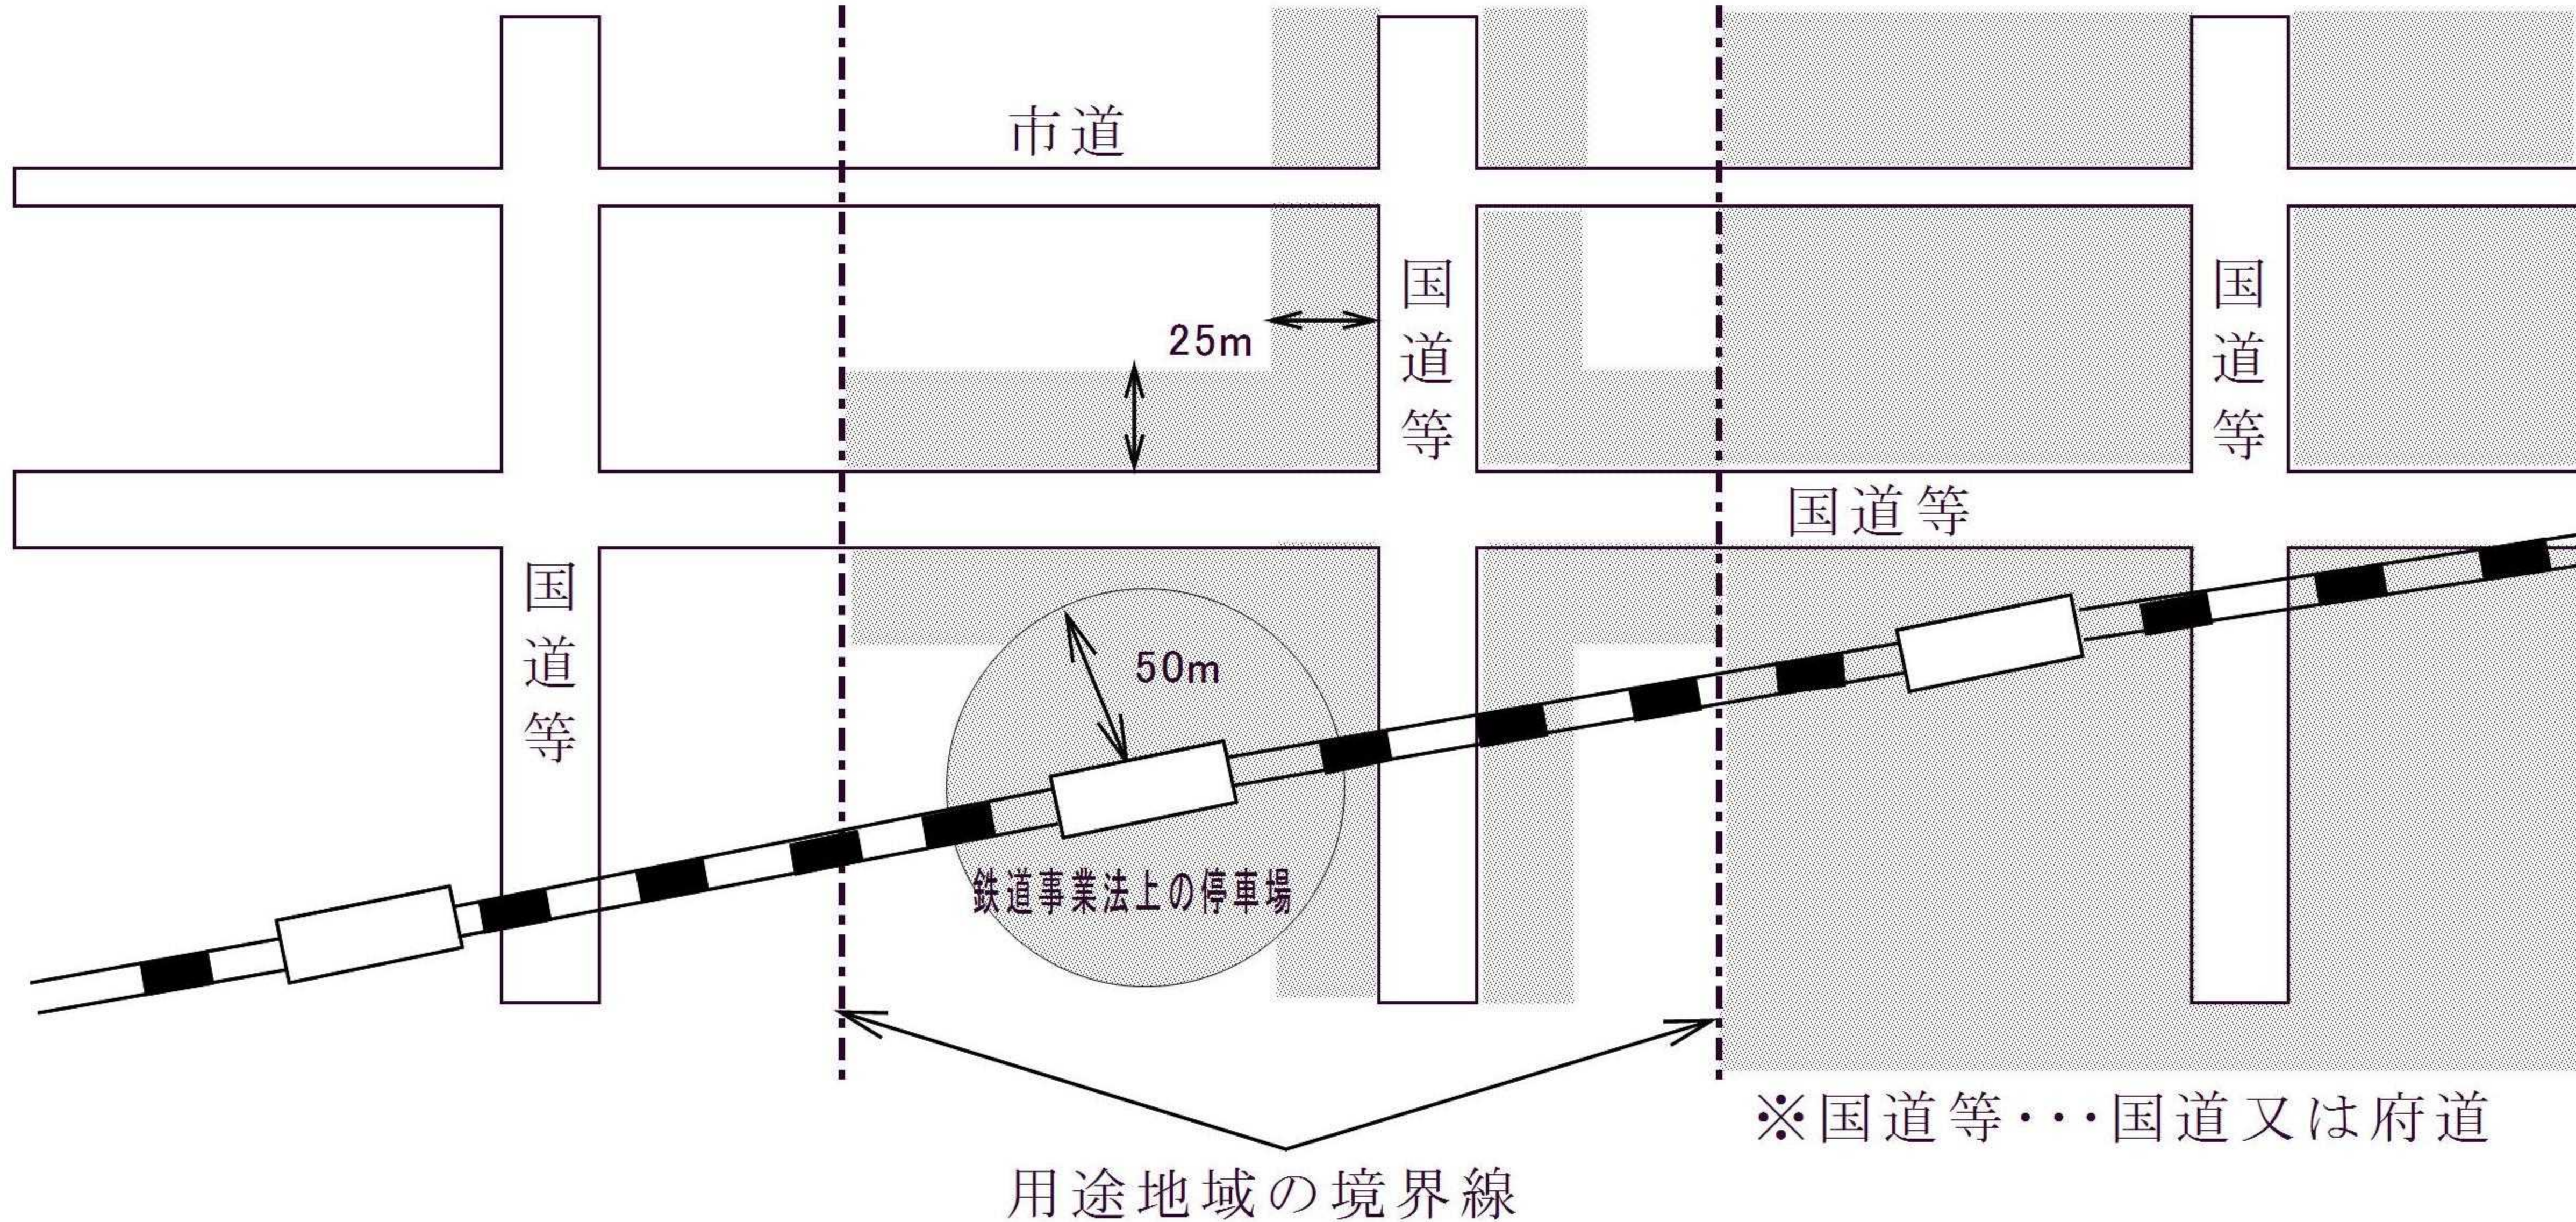 市道
国道等
国道等
25m
国道等
国道等
50m
鉄道事業法上の停車場
※国道等･･･国道又は府道
用途地域の境界線